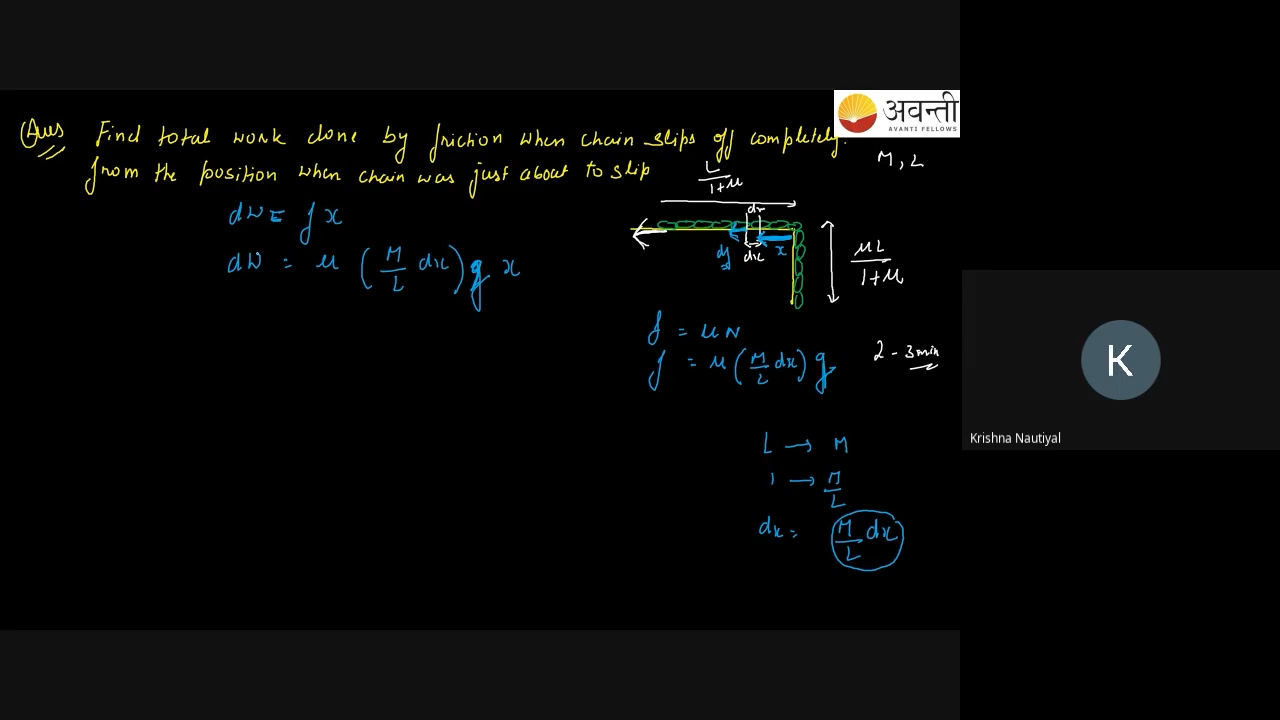 Ques Find total work done by friction when chain slips off completely.
from the position when chain was just about to slip
अवन्ती
AVANTI FELLOWS
M, L
L/(1+μ)
dx
dW = f x
dx
x
df
μL/(1+μ)
dW = μ (M/L dx) g x
f = μN
f = μ (M/L dx) g
2 - 3 min
L → M
1 → M/L
dx = M/L dx
K
Krishna Nautiyal